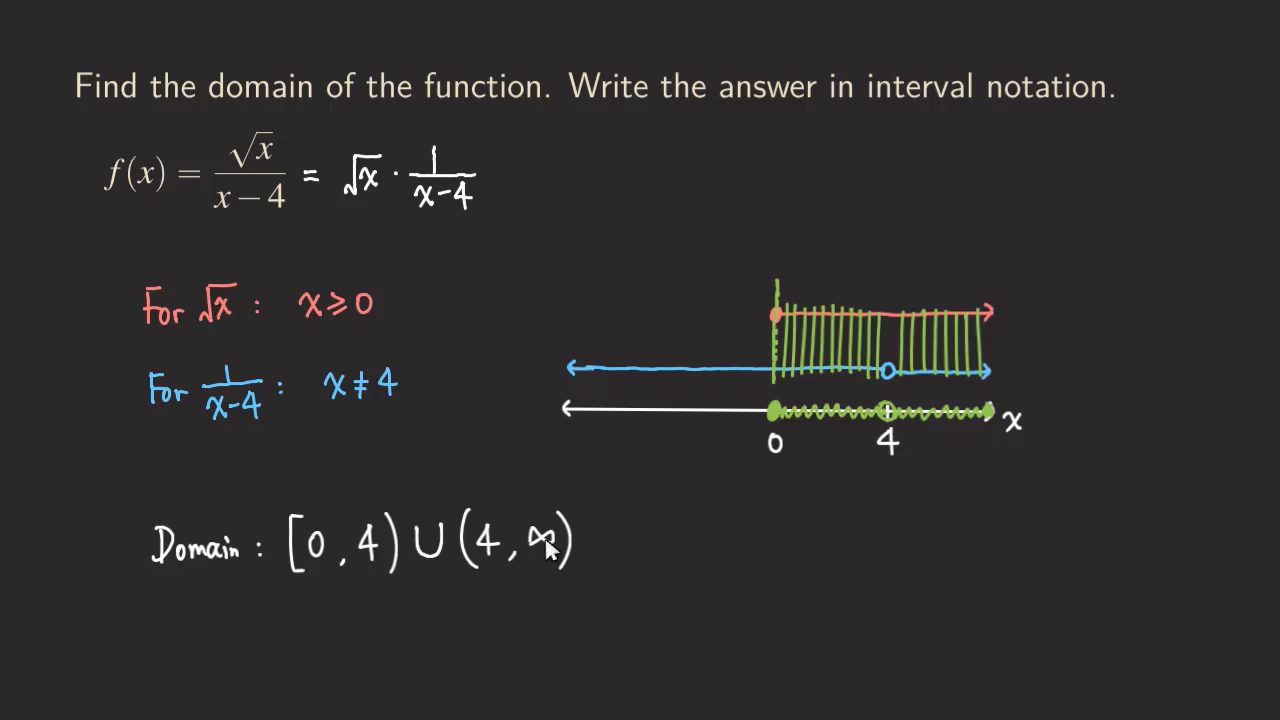 Find the domain of the function. Write the answer in interval notation.
f(x) = √x / (x − 4) = √x · 1/(x−4)
For √x : x ⩾ 0
For 1/(x−4) : x ≠ 4
x
0 4
Domain : [0, 4) ∪ (4, ∞)